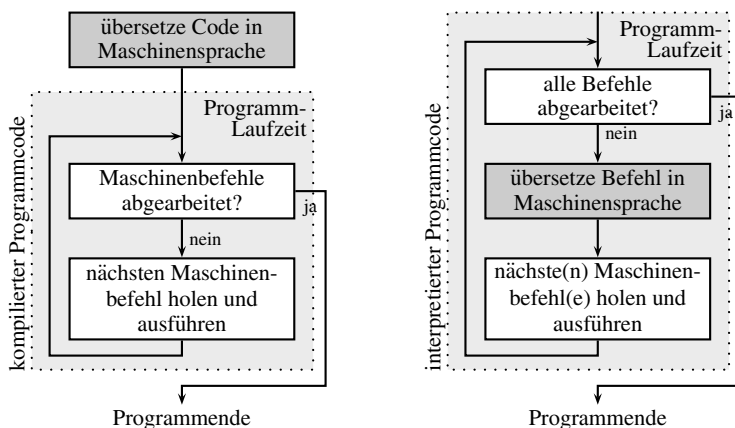 übersetze Code in
Maschinensprache
Programm-
Laufzeit
Maschinenbefehle
abgearbeitet?
ja
nein
nächsten Maschinen-
befehl holen und
ausführen
kompilierter Programmcode
Programmende
Programm-
Laufzeit
alle Befehle
abgearbeitet?
ja
nein
übersetze Befehl in
Maschinensprache
nächste(n) Maschinen-
befehl(e) holen und
ausführen
interpretierter Programmcode
Programmende